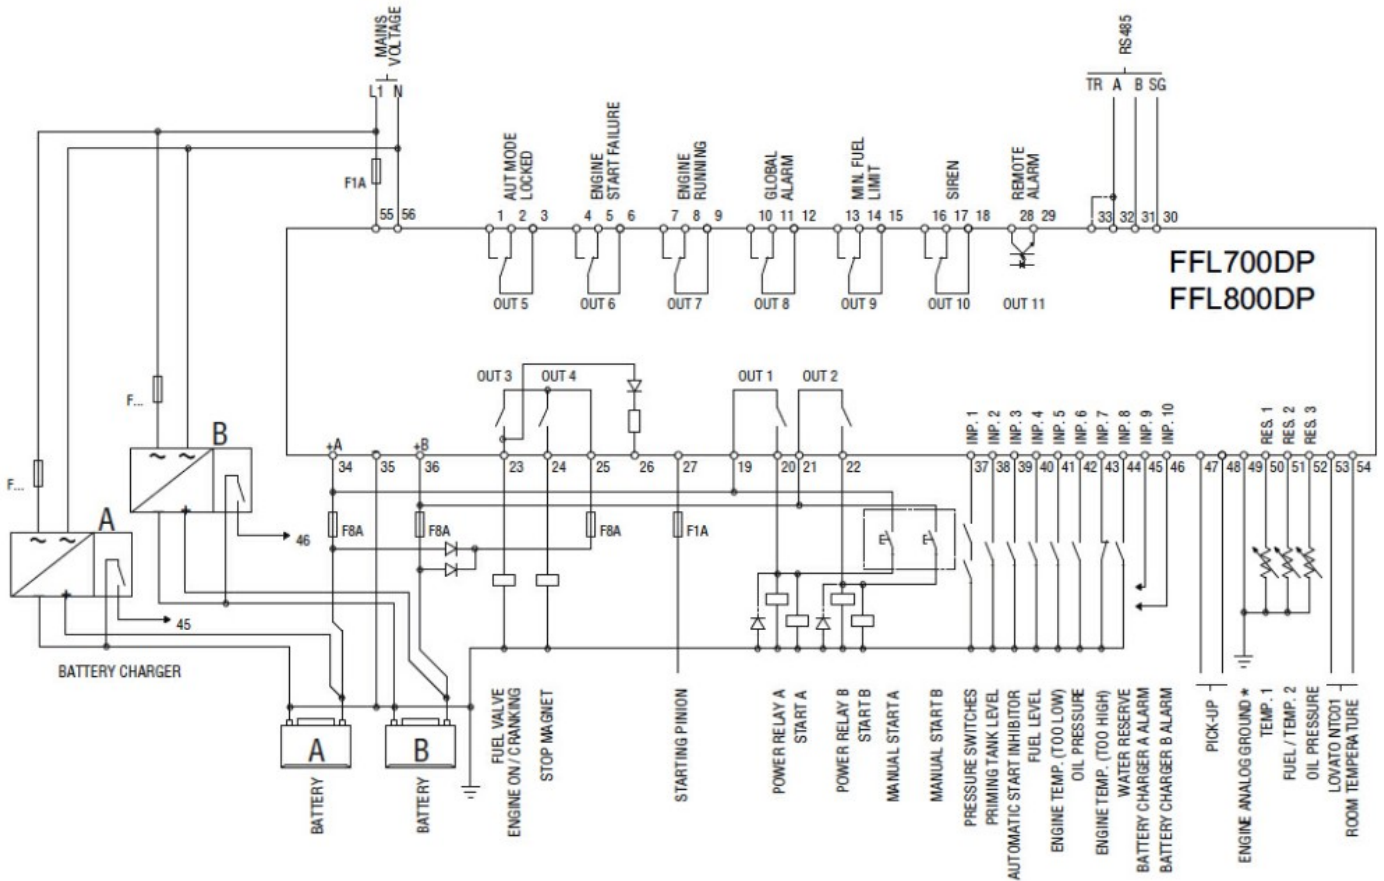 MAINS VOLTAGE
L1 N
RS485
TR A B SG
F1A
55 56
AUT MODE LOCKED
ENGINE START FAILURE
ENGINE RUNNING
GLOBAL ALARM
MIN. FUEL LIMIT
SIREN
REMOTE ALARM
1 2 3 4 5 6 7 8 9 10 11 12 13 14 15 16 17 18 28 29 33 32 31 30
OUT 5 OUT 6 OUT 7 OUT 8 OUT 9 OUT 10 OUT 11
FFL700DP
FFL800DP
OUT 3 OUT 4 OUT 1 OUT 2
F...
B
~ ~
− +
46
F...
A
~ ~
− +
45
BATTERY CHARGER
+A +B
INP. 1
INP. 2
INP. 3
INP. 4
INP. 5
INP. 6
INP. 7
INP. 8
INP. 9
INP. 10
RES. 1
RES. 2
RES. 3
34 35 36 23 24 25 26 27 19 20 21 22 37 38 39 40 41 42 43 44 45 46 47 48 49 50 51 52 53 54
F8A F8A F8A F1A
A B
BATTERY
BATTERY
FUEL VALVE
ENGINE ON / CRANKING
STOP MAGNET
STARTING PINION
POWER RELAY A
START A
POWER RELAY B
START B
MANUAL START A
MANUAL START B
PRESSURE SWITCHES
PRIMING TANK LEVEL
AUTOMATIC START INHIBITOR
FUEL LEVEL
ENGINE TEMP. (TOO LOW)
OIL PRESSURE
ENGINE TEMP. (TOO HIGH)
WATER RESERVE
BATTERY CHARGER A ALARM
BATTERY CHARGER B ALARM
PICK-UP
ENGINE ANALOG GROUND *
TEMP. 1
FUEL / TEMP. 2
OIL PRESSURE
LOVATO NTC01
ROOM TEMPERATURE